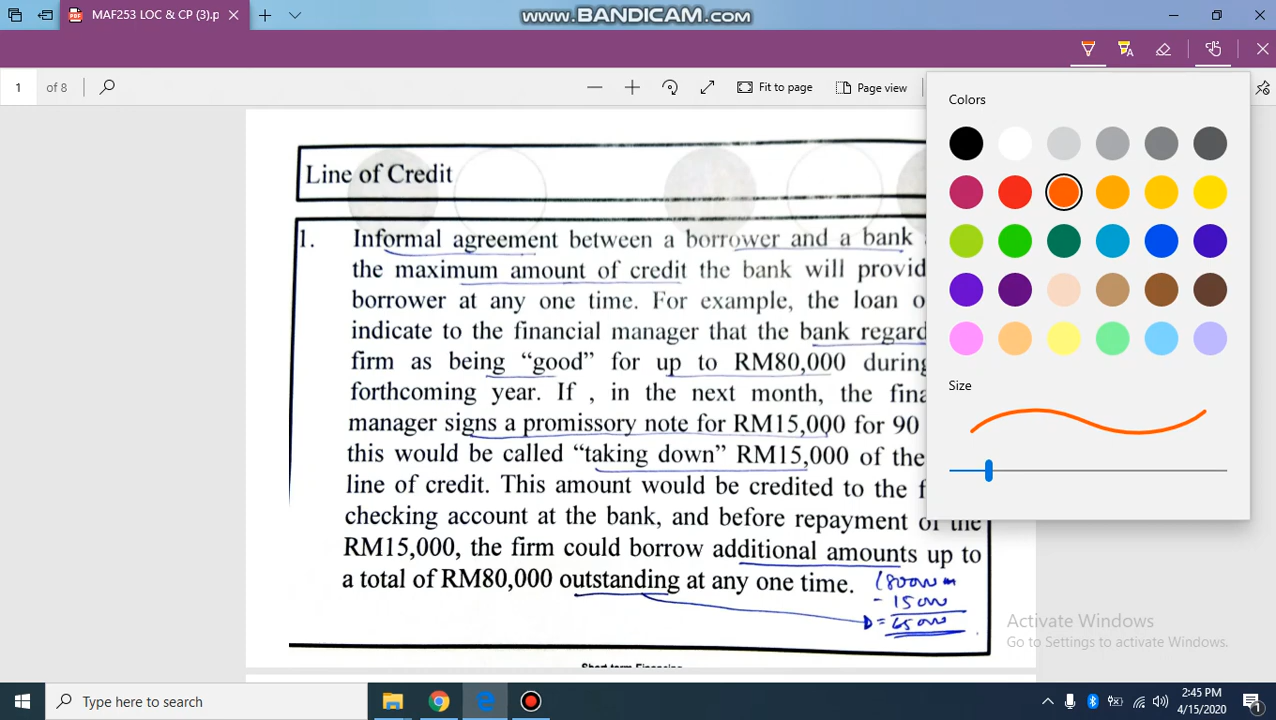 MAF253 LOC & CP (3).p
www.BANDICAM.com
1 of 8
Fit to page
Page view
Colors
Size
Line of Credit
1. Informal agreement between a borrower and a bank
the maximum amount of credit the bank will provid
borrower at any one time. For example, the loan o
indicate to the financial manager that the bank regard
firm as being “good” for up to RM80,000 during
forthcoming year. If , in the next month, the fina
manager signs a promissory note for RM15,000 for 90
this would be called “taking down” RM15,000 of the
line of credit. This amount would be credited to the f
checking account at the bank, and before repayment of the
RM15,000, the firm could borrow additional amounts up to
a total of RM80,000 outstanding at any one time.
Short-term Financing
Activate Windows
Go to Settings to activate Windows.
Type here to search
2:45 PM
4/15/2020
1